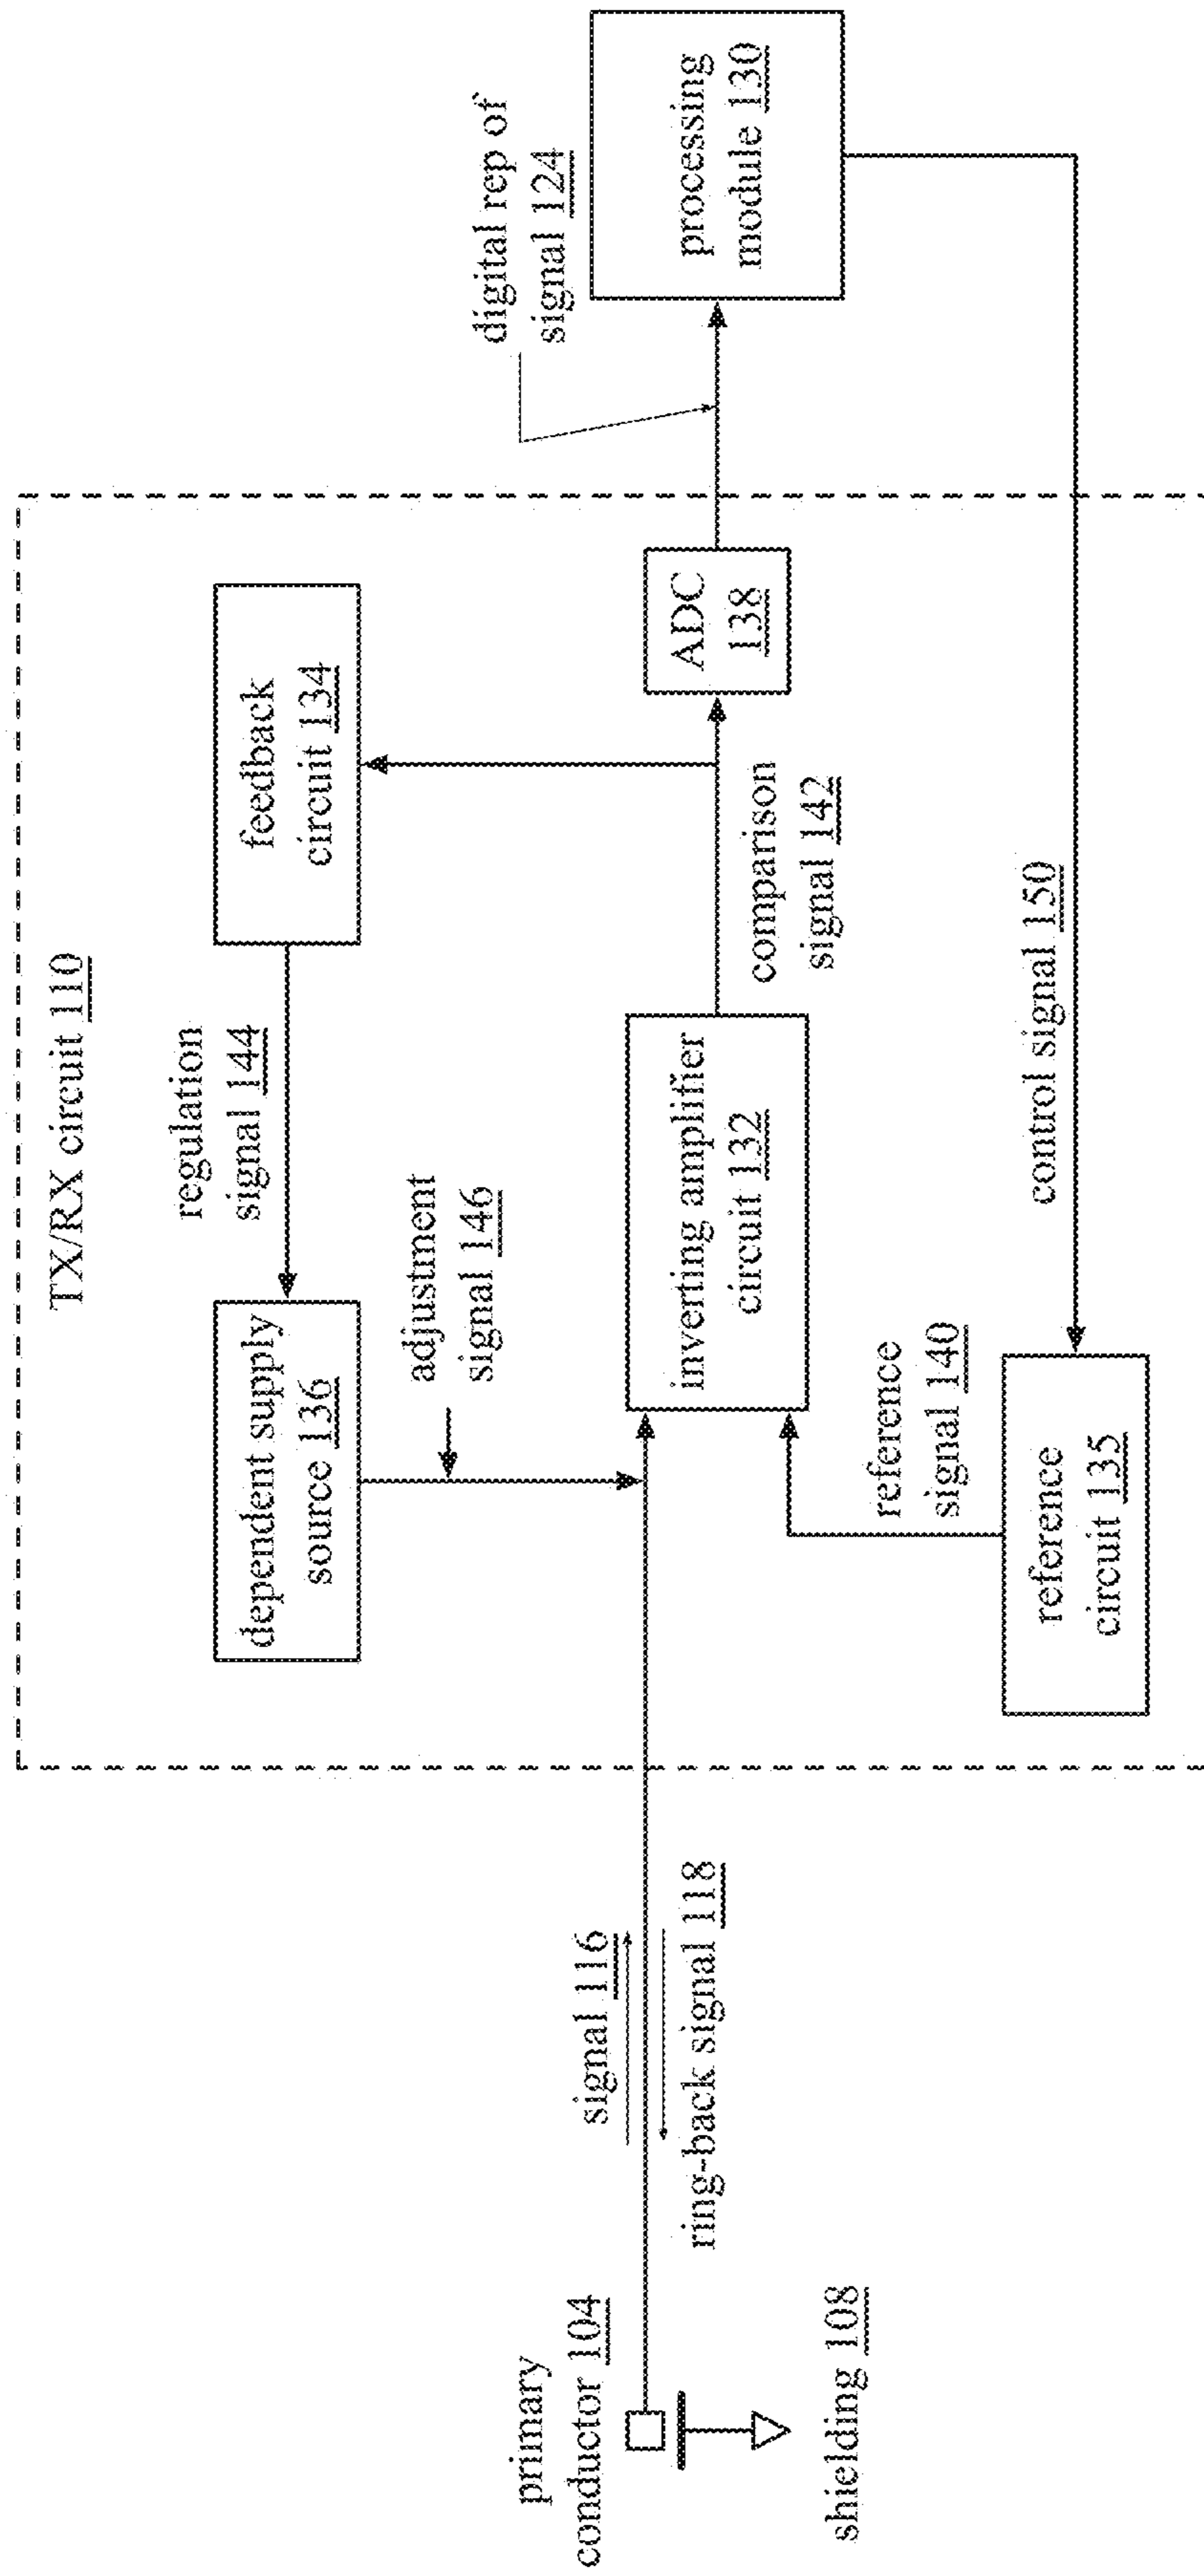 TX/RX circuit 110
dependent supply
source 136
regulation
signal 144
feedback
circuit 134
adjustment
signal 146
digital rep of
signal 124
primary
conductor 104
signal 116
ring-back signal 118
inverting amplifier
circuit 132
comparison
signal 142
ADC
138
processing
module 130
shielding 108
reference
signal 140
control signal 150
reference
circuit 135